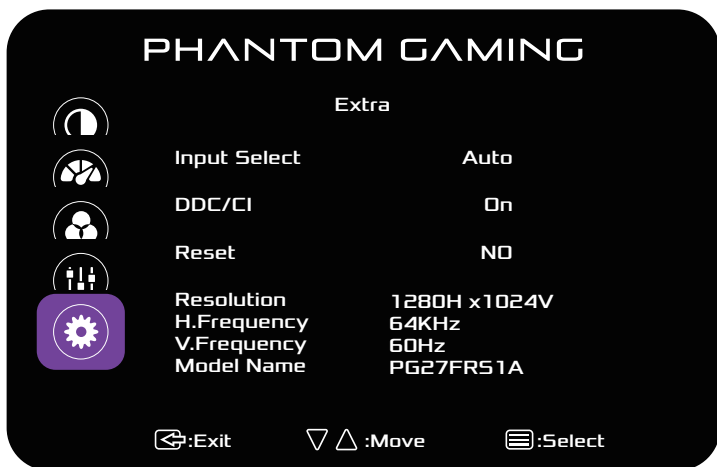 PHANTOM GAMING
Extra
Input Select Auto
DDC/CI On
Reset NO
Resolution 1280H x1024V
H.Frequency 64KHz
V.Frequency 60Hz
Model Name PG27FRS1A
:Exit ▽ △ :Move :Select